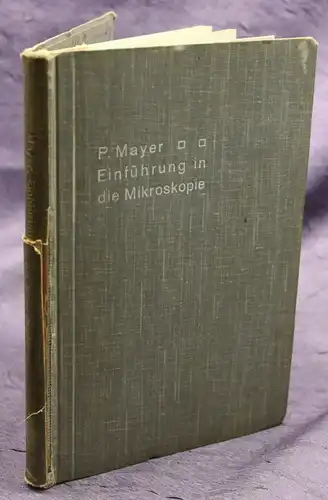 P. Mayer
Einführung in
die Mikroskopie